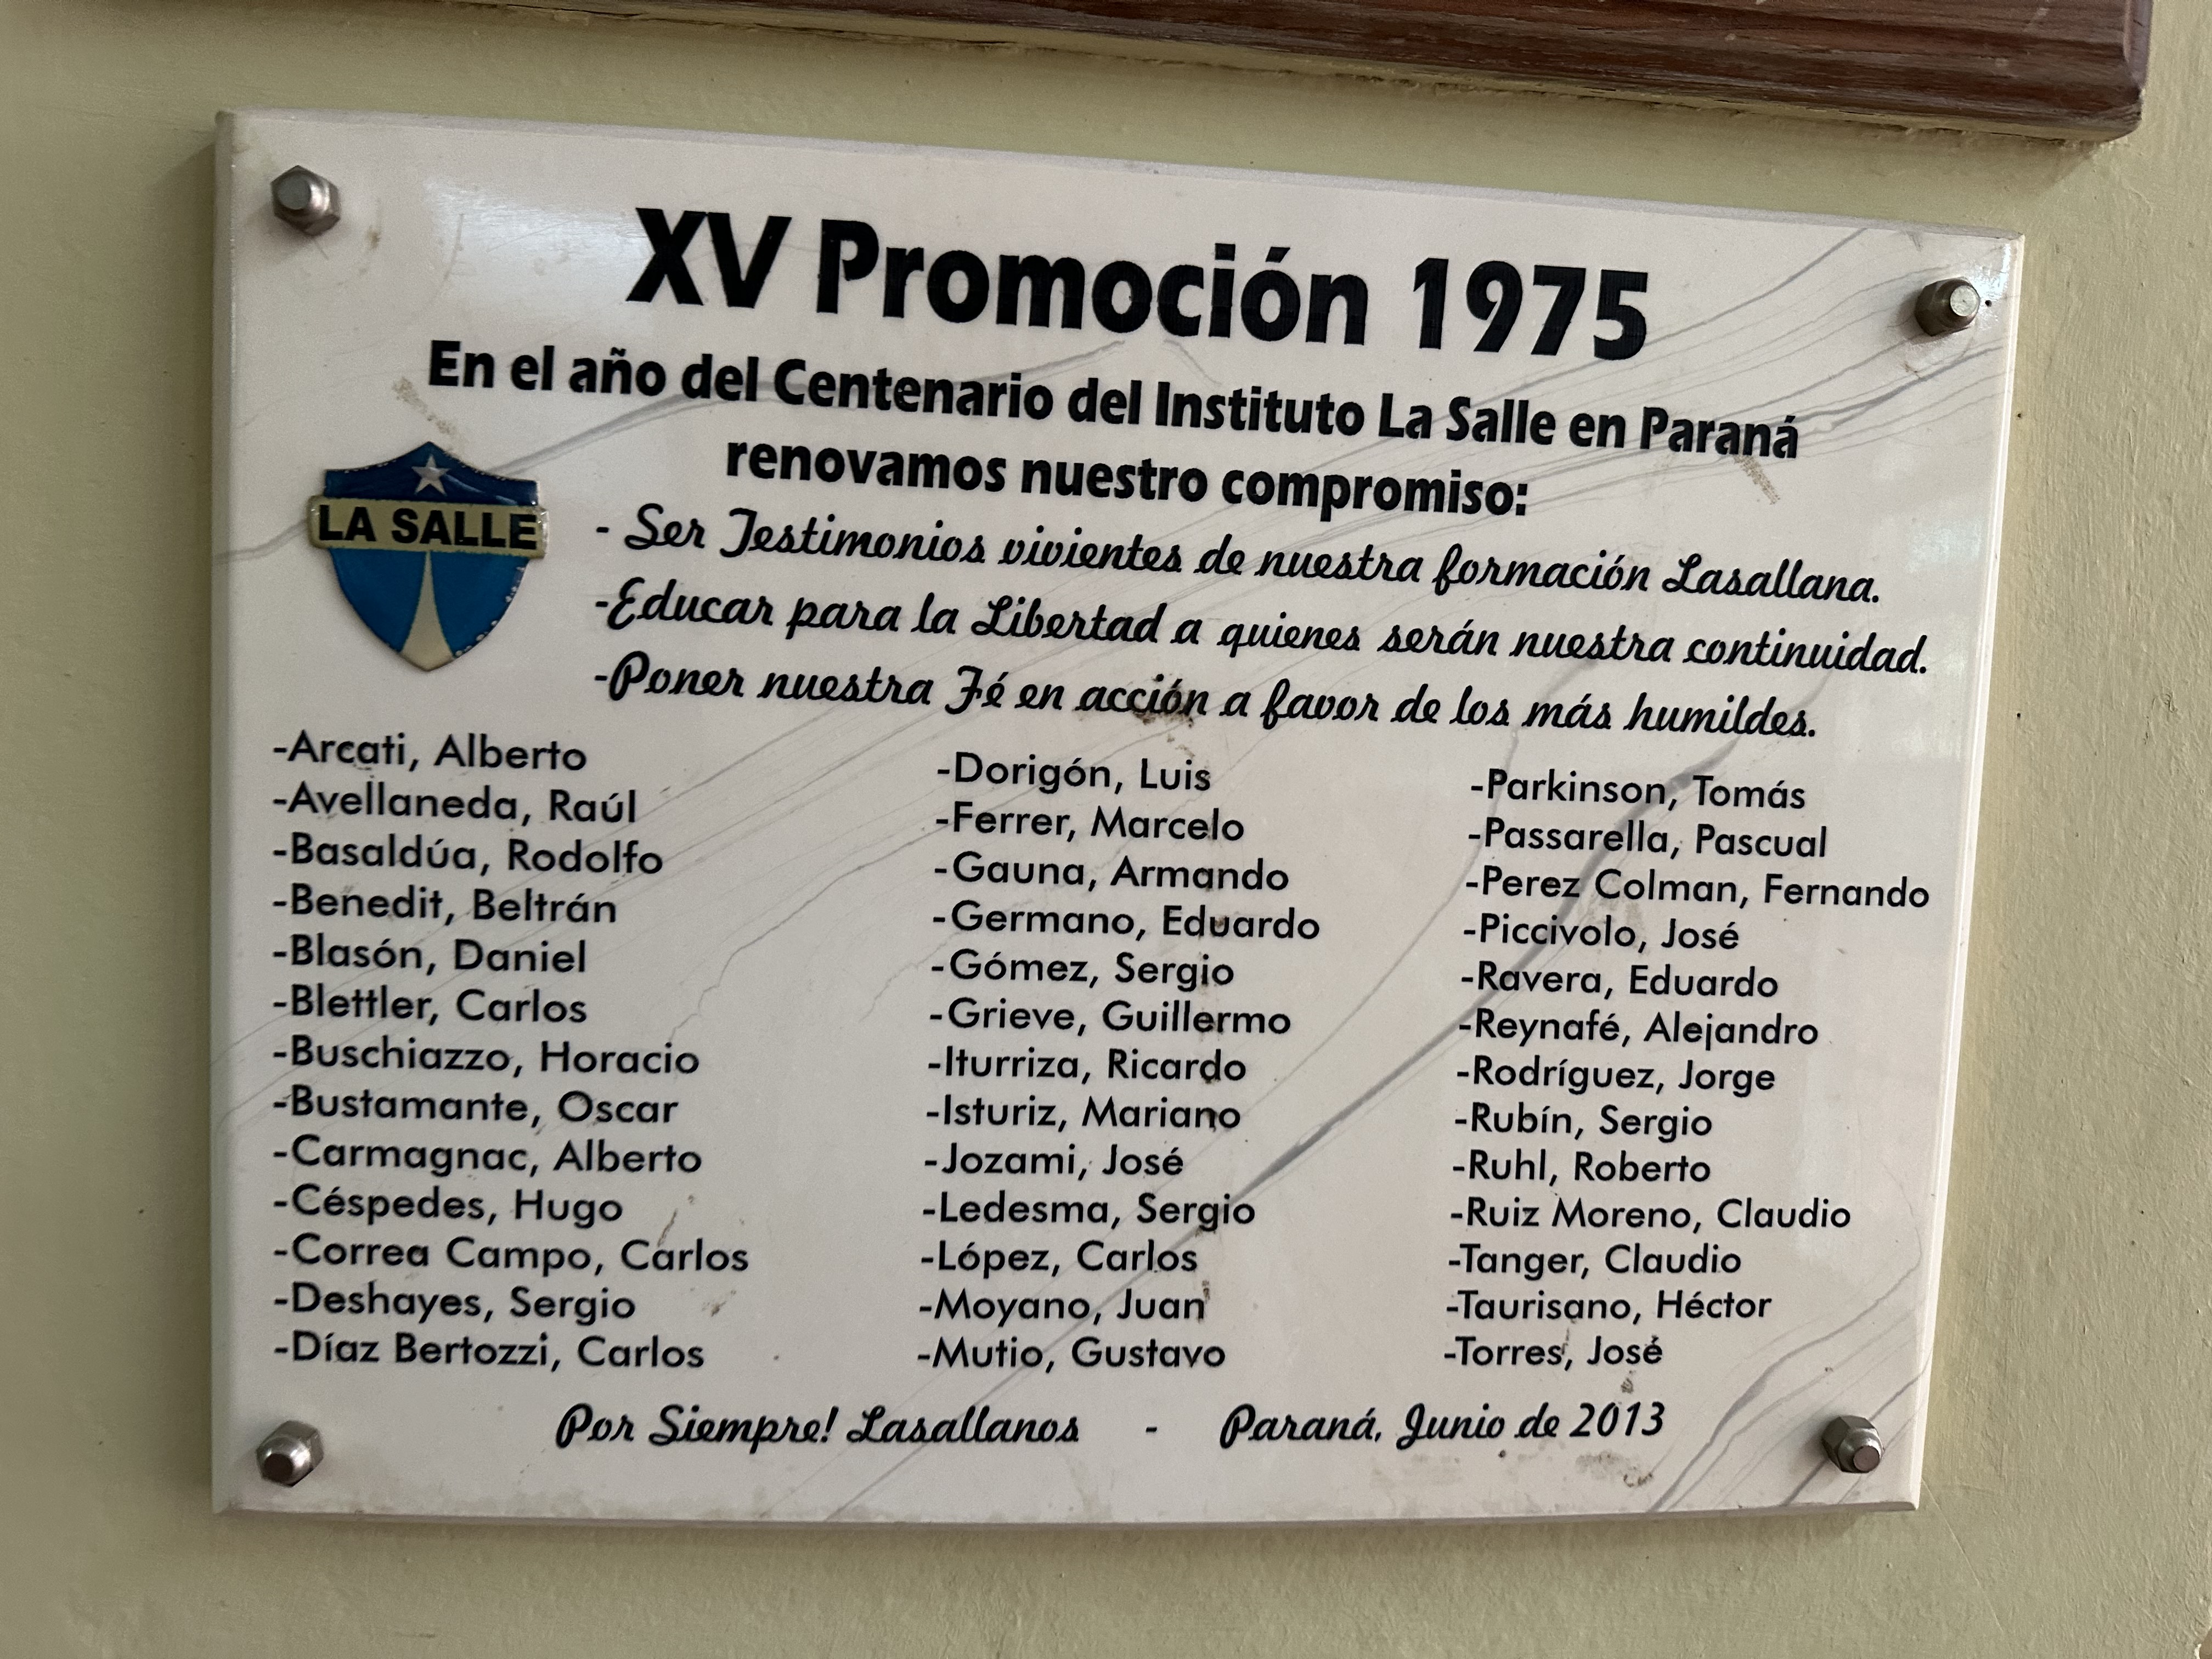 XV Promoción 1975
En el año del Centenario del Instituto La Salle en Paraná
renovamos nuestro compromiso:
LA SALLE
- Ser Testimonios vivientes de nuestra formación Lasallana.
-Educar para la Libertad a quienes serán nuestra continuidad.
-Poner nuestra Fé en acción a favor de los más humildes.
-Arcati, Alberto
-Avellaneda, Raúl
-Basaldúa, Rodolfo
-Benedit, Beltrán
-Blasón, Daniel
-Blettler, Carlos
-Buschiazzo, Horacio
-Bustamante, Oscar
-Carmagnac, Alberto
-Céspedes, Hugo
-Correa Campo, Carlos
-Deshayes, Sergio
-Díaz Bertozzi, Carlos
-Dorigón, Luis
-Ferrer, Marcelo
-Gauna, Armando
-Germano, Eduardo
-Gómez, Sergio
-Grieve, Guillermo
-Iturriza, Ricardo
-Isturiz, Mariano
-Jozami, José
-Ledesma, Sergio
-López, Carlos
-Moyano, Juan
-Mutio, Gustavo
-Parkinson, Tomás
-Passarella, Pascual
-Perez Colman, Fernando
-Piccivolo, José
-Ravera, Eduardo
-Reynafé, Alejandro
-Rodríguez, Jorge
-Rubín, Sergio
-Ruhl, Roberto
-Ruiz Moreno, Claudio
-Tanger, Claudio
-Taurisano, Héctor
-Torres, José
Por Siempre! Lasallanos - Paraná, Junio de 2013